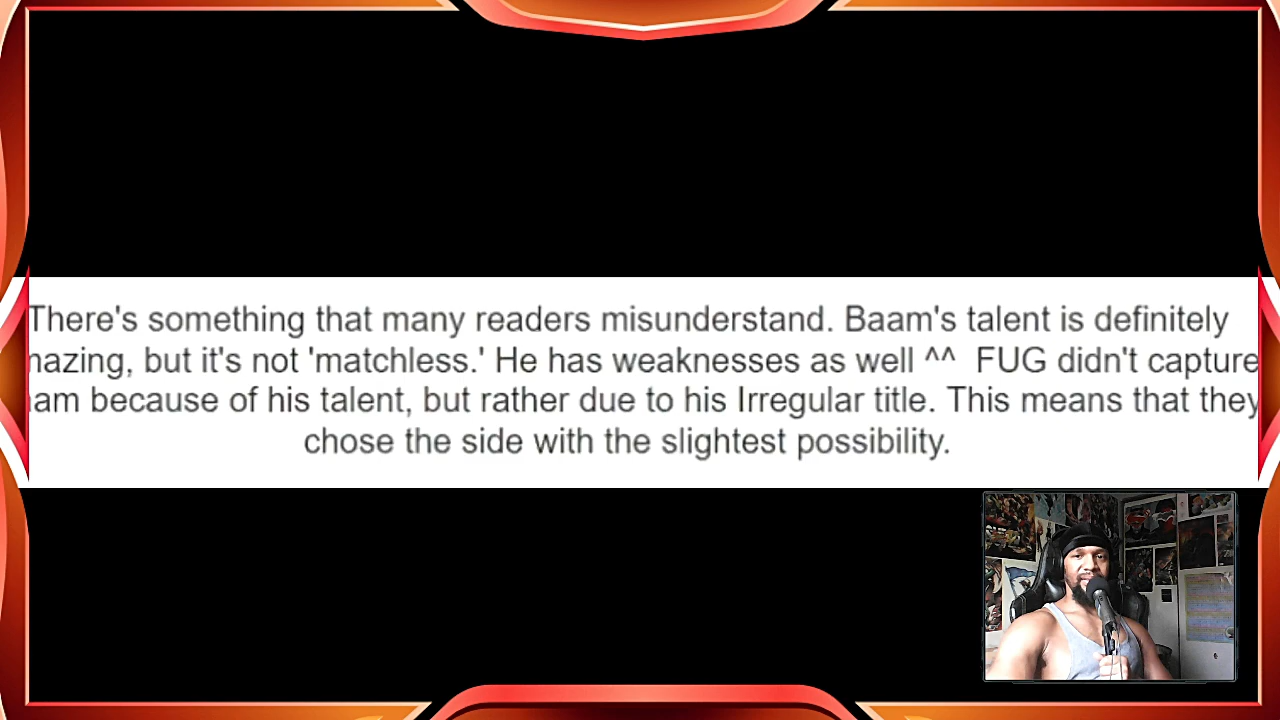 There's something that many readers misunderstand. Baam's talent is definitely
mazing, but it's not 'matchless.' He has weaknesses as well ^^ FUG didn't capture
am because of his talent, but rather due to his Irregular title. This means that they
chose the side with the slightest possibility.